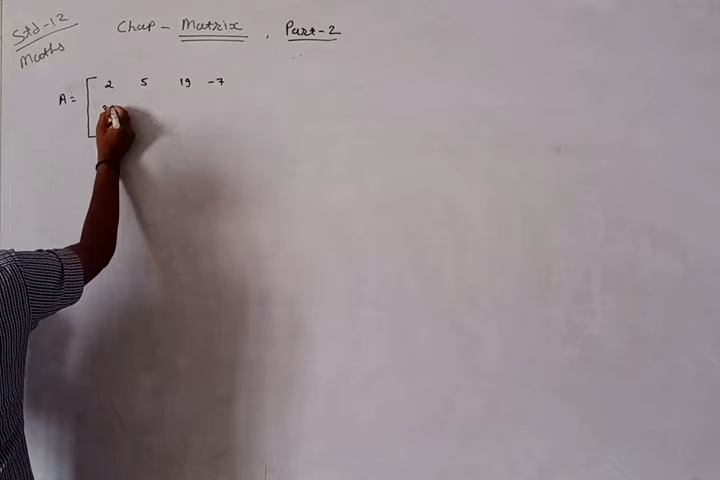 Std-12 Chap - Matrix . Part-2
Maths
A = [ 2 5 19 -7